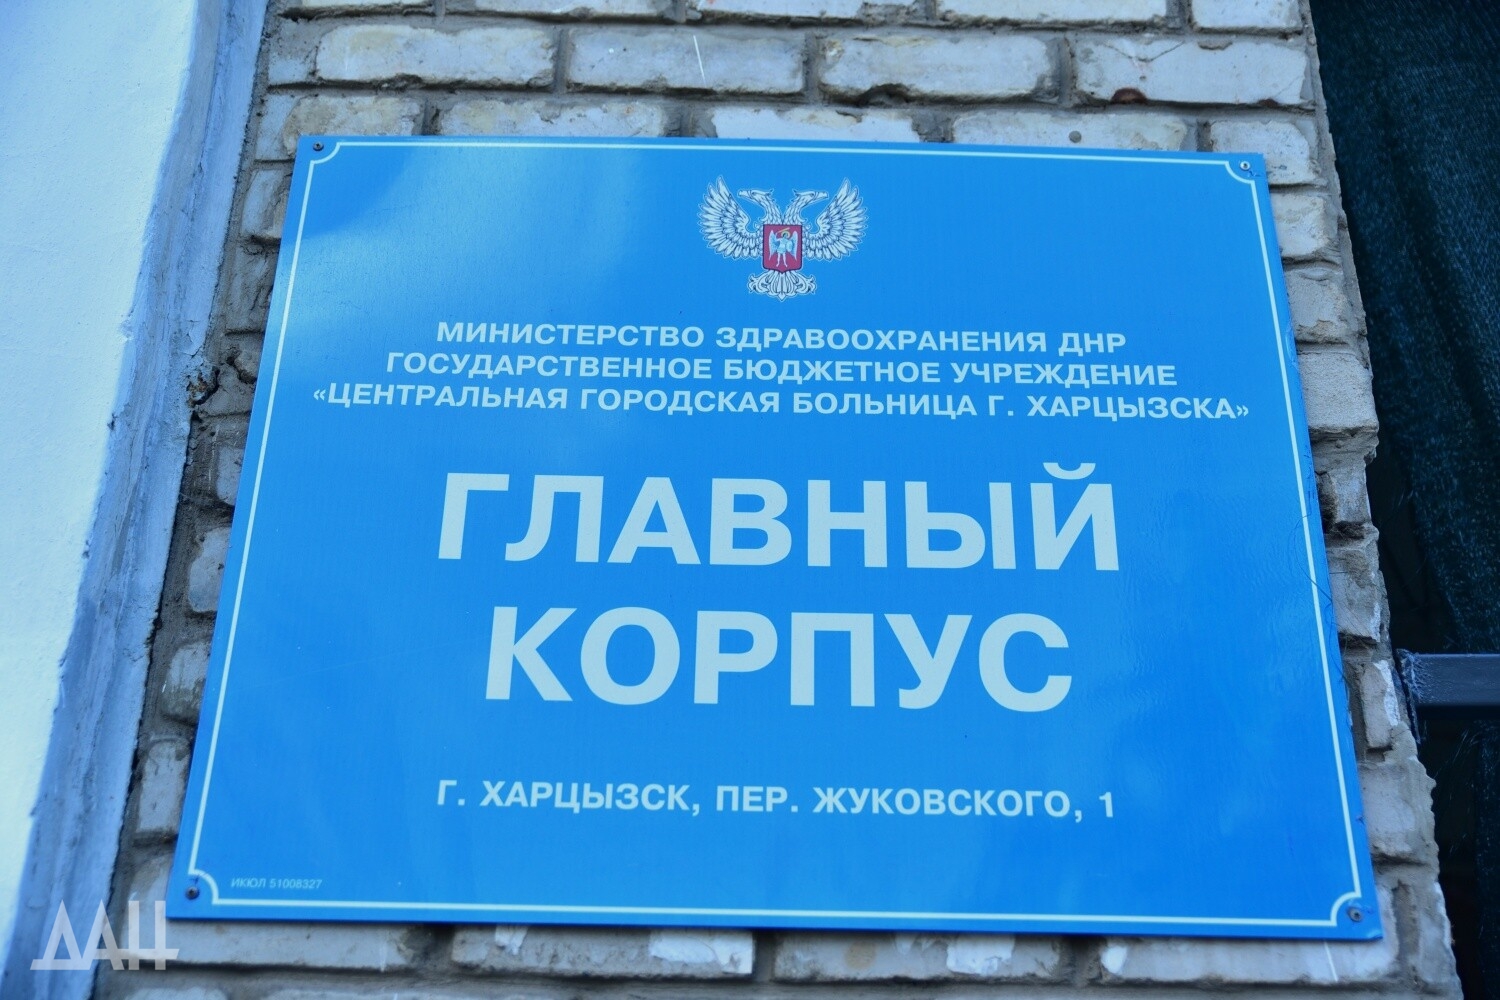 МИНИСТЕРСТВО ЗДРАВООХРАНЕНИЯ ДНР
ГОСУДАРСТВЕННОЕ БЮДЖЕТНОЕ УЧРЕЖДЕНИЕ
«ЦЕНТРАЛЬНАЯ ГОРОДСКАЯ БОЛЬНИЦА Г. ХАРЦЫЗСКА»
ГЛАВНЫЙ
КОРПУС
Г. ХАРЦЫЗСК, ПЕР. ЖУКОВСКОГО, 1
ИКЮЛ 51008327
ДАН